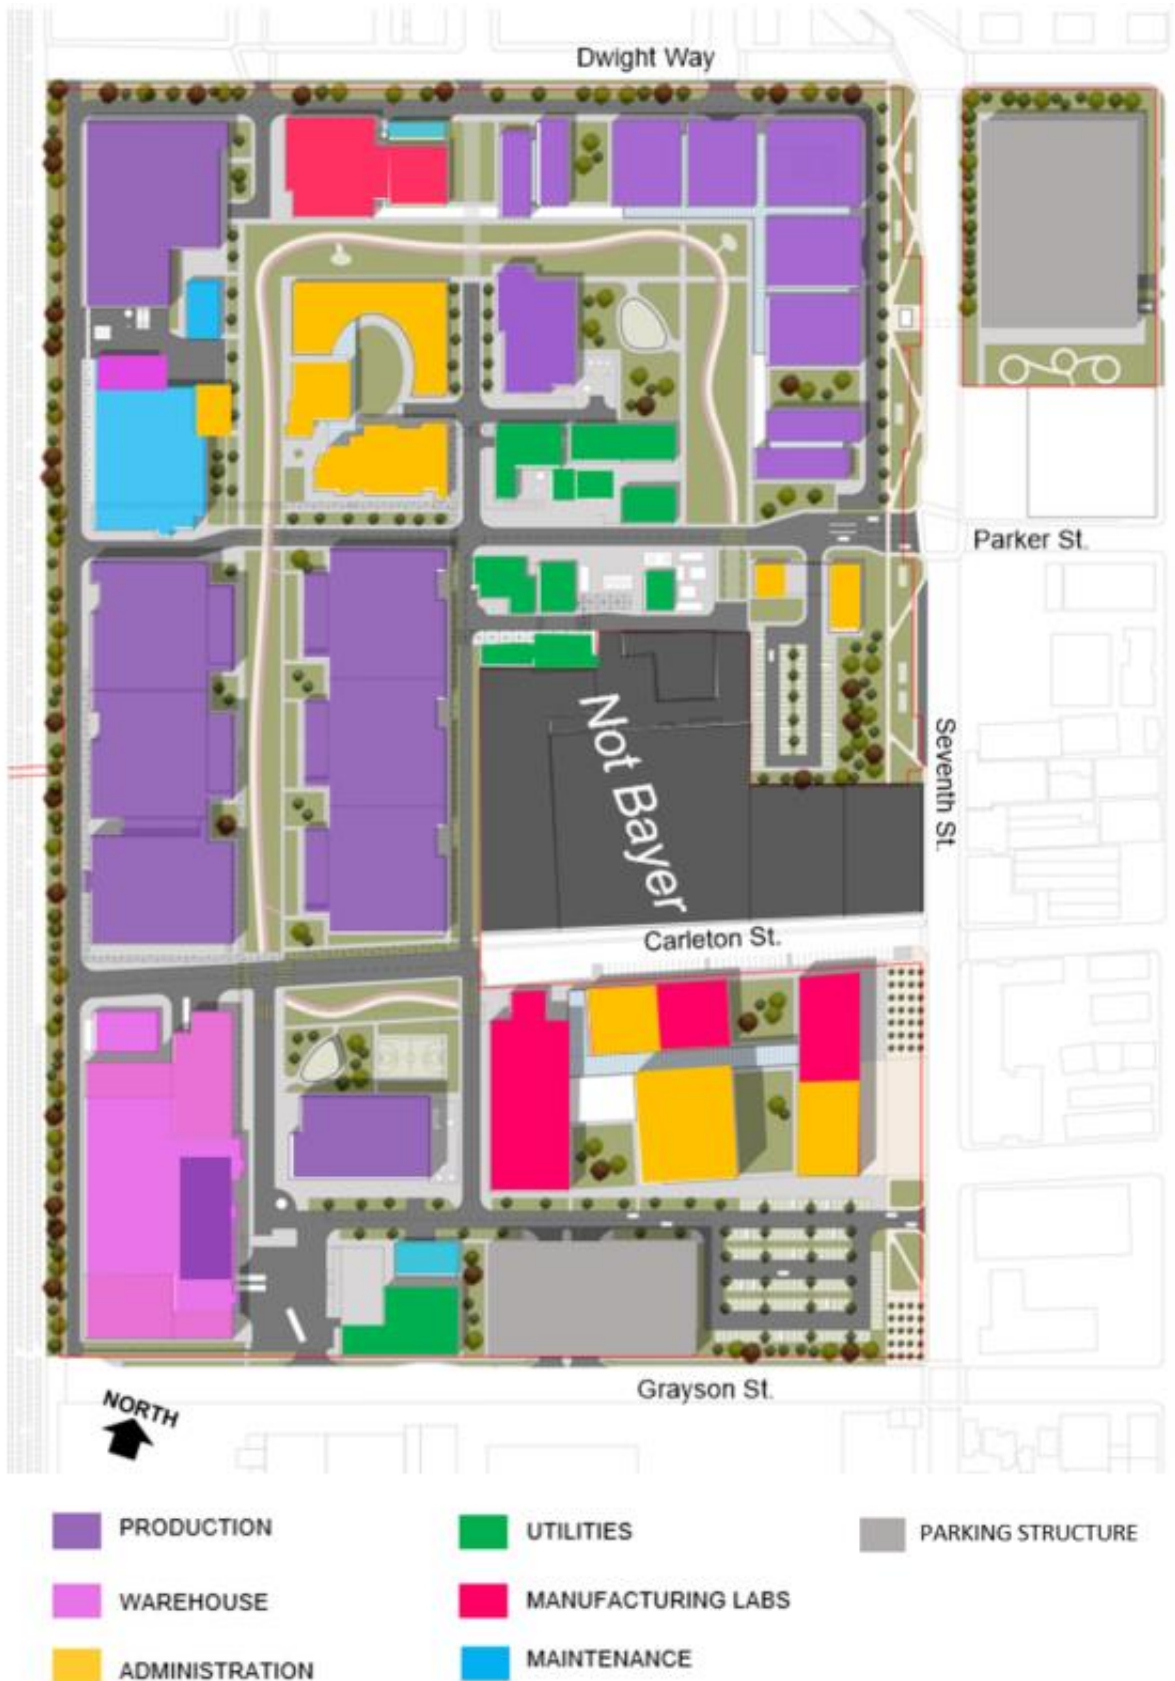 Dwight Way
Parker St.
Not Bayer
Seventh St.
Carleton St.
Grayson St.
NORTH
PRODUCTION
UTILITIES
PARKING STRUCTURE
WAREHOUSE
MANUFACTURING LABS
ADMINISTRATION
MAINTENANCE